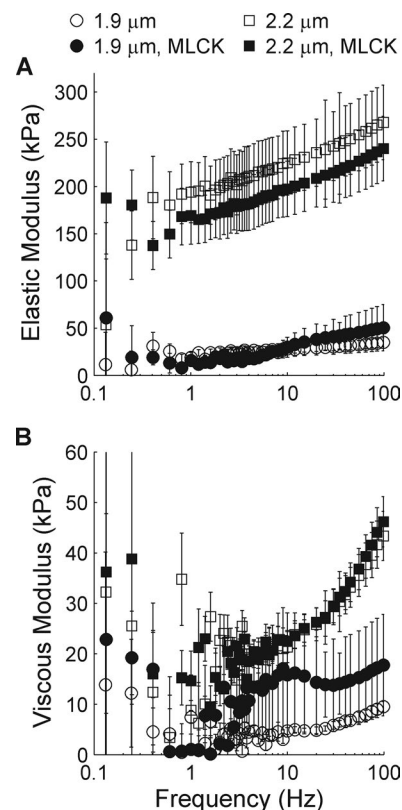 1.9 μm 2.2 μm
1.9 μm, MLCK 2.2 μm, MLCK
A
Elastic Modulus (kPa)
300
250
200
150
100
50
0
0.1 1 10 100
B
Viscous Modulus (kPa)
60
50
40
30
20
10
0
0.1 1 10 100
Frequency (Hz)